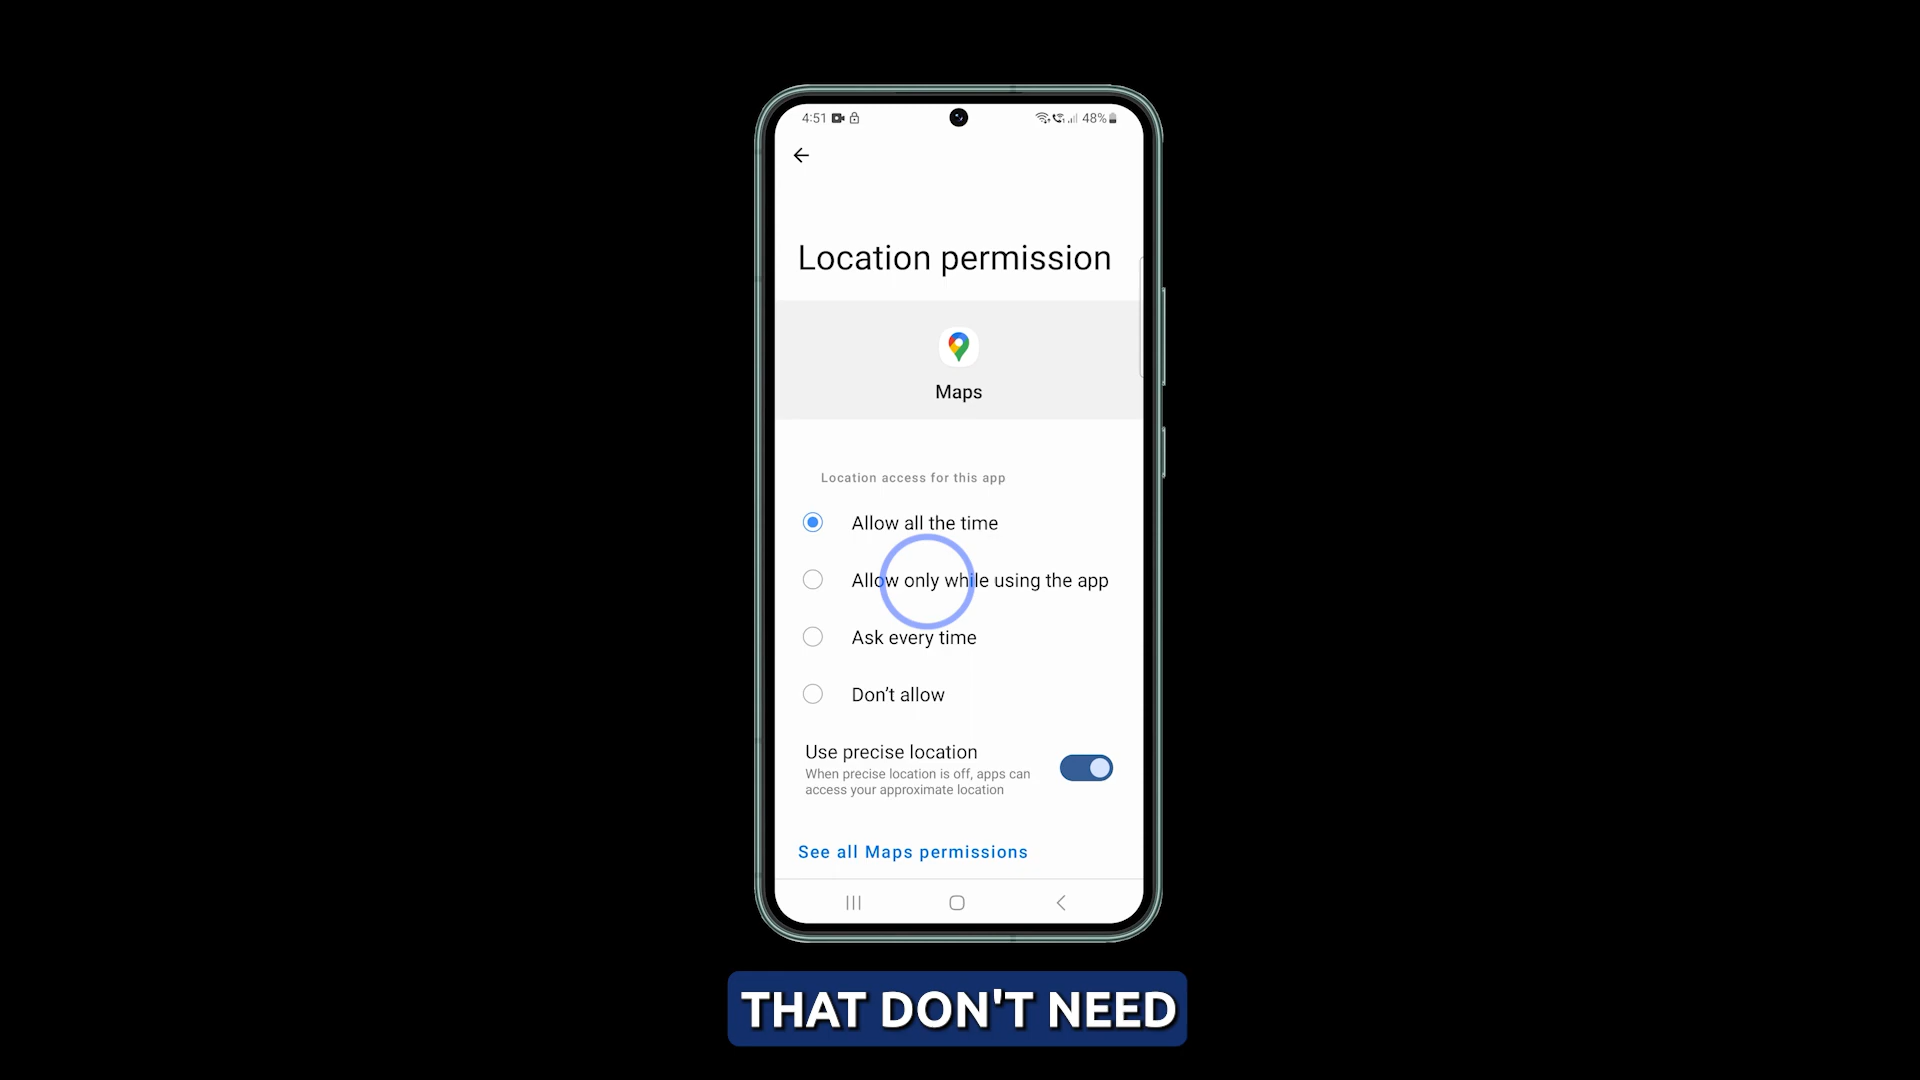 4:51 48%
Location permission
Maps
Location access for this app
Allow all the time
Allow only while using the app
Ask every time
Don’t allow
Use precise location
When precise location is off, apps can
access your approximate location
See all Maps permissions
THAT DON'T NEED